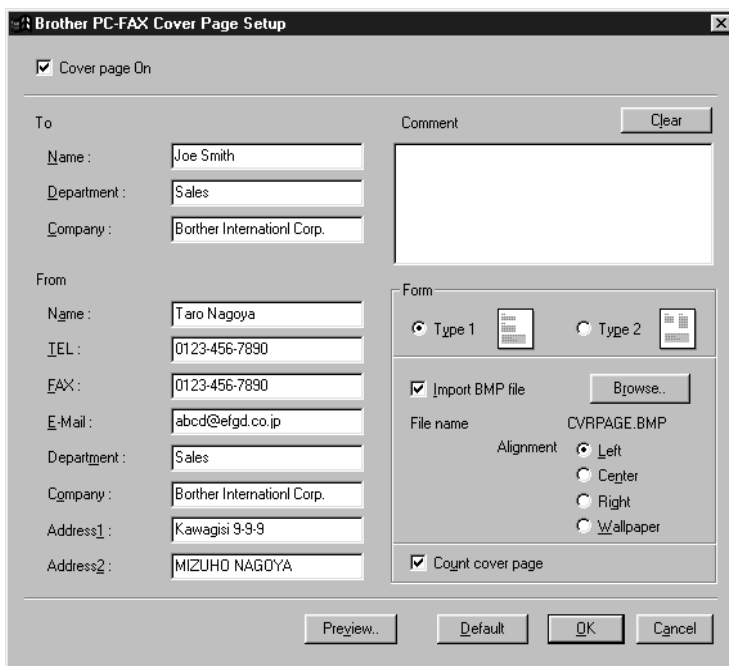 Brother PC-FAX Cover Page Setup
Cover page On
To
Name : Joe Smith
Department : Sales
Company : Borther Internationl Corp.
From
Name : Taro Nagoya
TEL : 0123-456-7890
FAX : 0123-456-7890
E-Mail : abcd@efgd.co.jp
Department : Sales
Company : Borther Internationl Corp.
Address1 : Kawagisi 9-9-9
Address2 : MIZUHO NAGOYA
Comment Clear
Form
Type 1 Type 2
Import BMP file Browse..
File name CVRPAGE.BMP
Alignment Left
Center
Right
Wallpaper
Count cover page
Preview.. Default OK Cancel